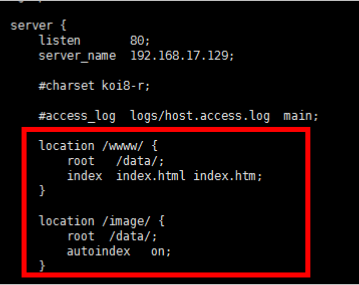 server {
listen 80;
server_name 192.168.17.129;
#charset koi8-r;
#access_log logs/host.access.log main;
location /www/ {
root /data/;
index index.html index.htm;
}
location /image/ {
root /data/;
autoindex on;
}